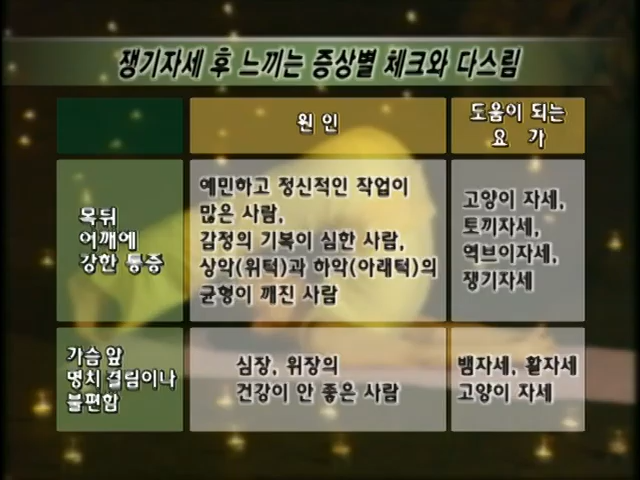 쟁기자세 후 느끼는 증상별 체크와 다스림
원 인
도움이 되는
요 가
목뒤
어깨에
강한 통증
예민하고 정신적인 작업이
많은 사람,
감정의 기복이 심한 사람,
상악(위턱)과 하악(아래턱)의
균형이 깨진 사람
고양이 자세,
토끼자세,
역브이자세,
쟁기자세
가슴 앞
명치 결림이나
불편함
심장, 위장의
건강이 안 좋은 사람
뱀자세, 활자세
고양이 자세